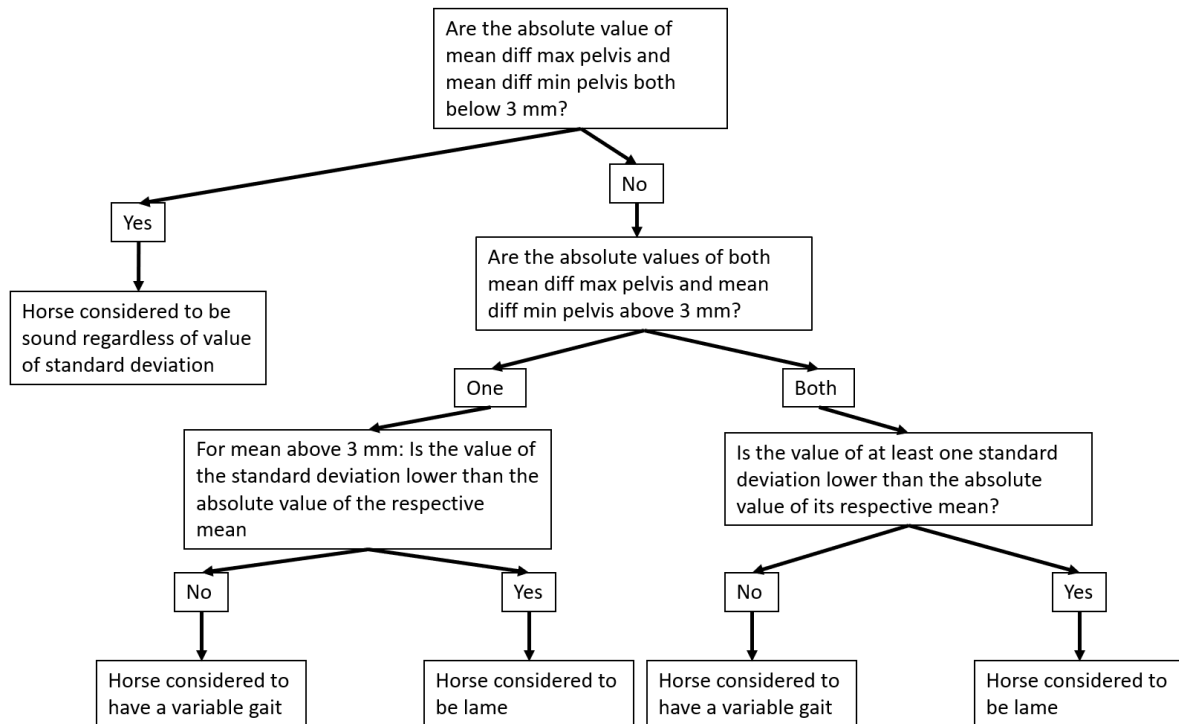 Are the absolute value of
mean diff max pelvis and
mean diff min pelvis both
below 3 mm?
No
Yes
Are the absolute values of both
mean diff max pelvis and mean
diff min pelvis above 3 mm?
Horse considered to be
sound regardless of value
of standard deviation
One
Both
For mean above 3 mm: Is the value of
the standard deviation lower than the
absolute value of the respective
mean
Is the value of at least one standard
deviation lower than the absolute
value of its respective mean?
No
Yes
No
Yes
Horse considered to
have a variable gait
Horse considered to
be lame
Horse considered to
have a variable gait
Horse considered to
be lame